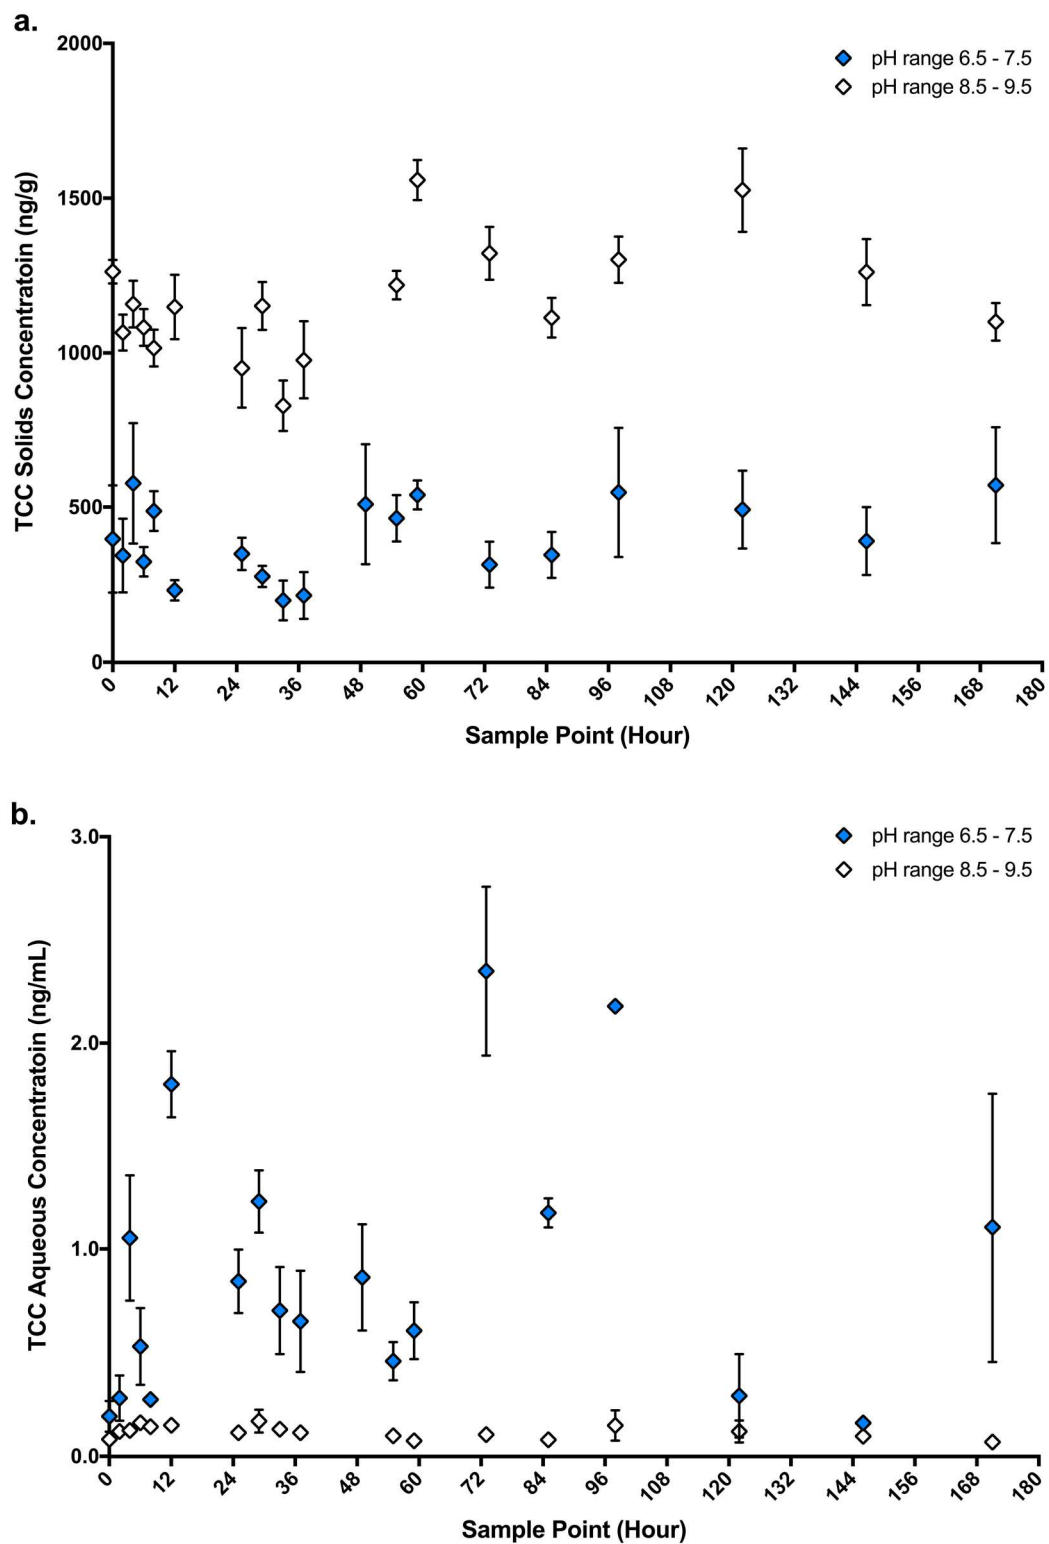 a.
2000
1500
1000
500
0
TCC Solids Concentratoin (ng/g)
pH range 6.5 - 7.5
pH range 8.5 - 9.5
0 12 24 36 48 60 72 84 96 108 120 132 144 156 168 180
Sample Point (Hour)
b.
3.0
2.0
1.0
0.0
TCC Aqueous Concentratoin (ng/mL)
pH range 6.5 - 7.5
pH range 8.5 - 9.5
0 12 24 36 48 60 72 84 96 108 120 132 144 156 168 180
Sample Point (Hour)